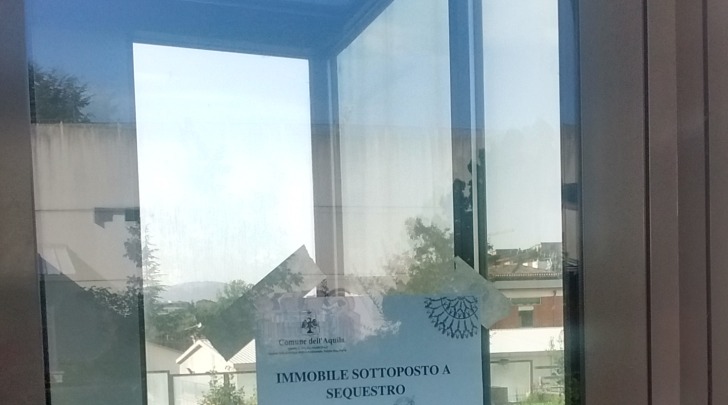 Comune dell'Aquila
IMMOBILE SOTTOPOSTO A
SEQUESTRO